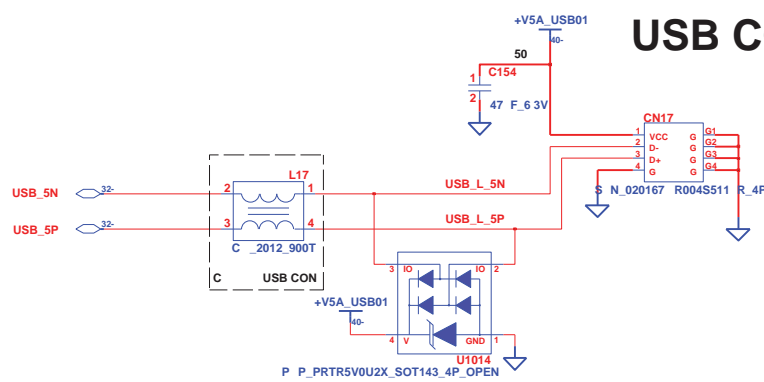 +V5A_USB01
USB C
40-
50
1
C154
2
47 F_6 3V
CN17
1 VCC G G1
2 D- G G2
3 D+ G G3
4 G G G4
S N_020167 R004S511 R_4P
USB_5N
32-
2
L17
1
USB_L_5N
USB_5P
32-
3
4
USB_L_5P
C _2012_900T
C USB CON
3 IO IO 2
+V5A_USB01
40-
4 V GND 1
U1014
P P_PRTR5V0U2X_SOT143_4P_OPEN